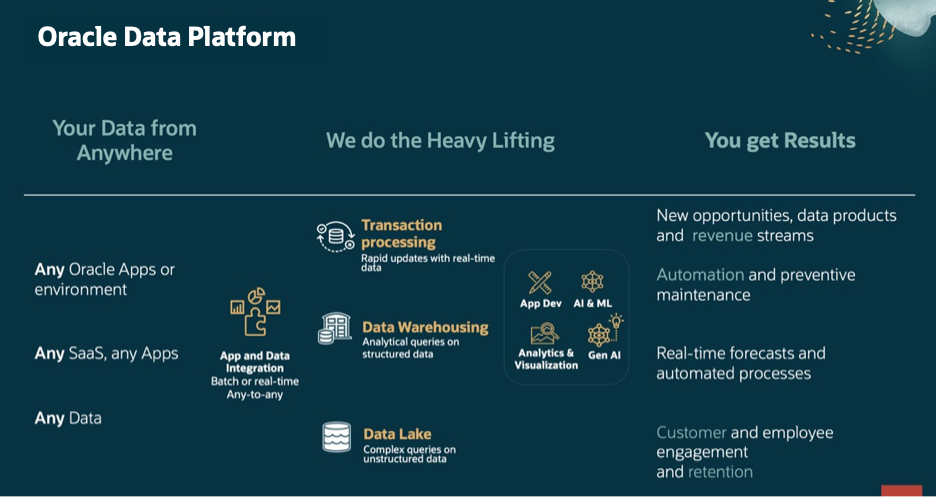 Oracle Data Platform
Your Data from
Anywhere
We do the Heavy Lifting
You get Results
Any Oracle Apps or
environment
Any SaaS, any Apps
Any Data
App and Data
Integration
Batch or real-time
Any-to-any
Transaction
processing
Rapid updates with real-time
data
Data Warehousing
Analytical queries on
structured data
Data Lake
Complex queries on
unstructured data
App Dev
AI & ML
Analytics &
Visualization
Gen AI
New opportunities, data products
and revenue streams
Automation and preventive
maintenance
Real-time forecasts and
automated processes
Customer and employee
engagement
and retention